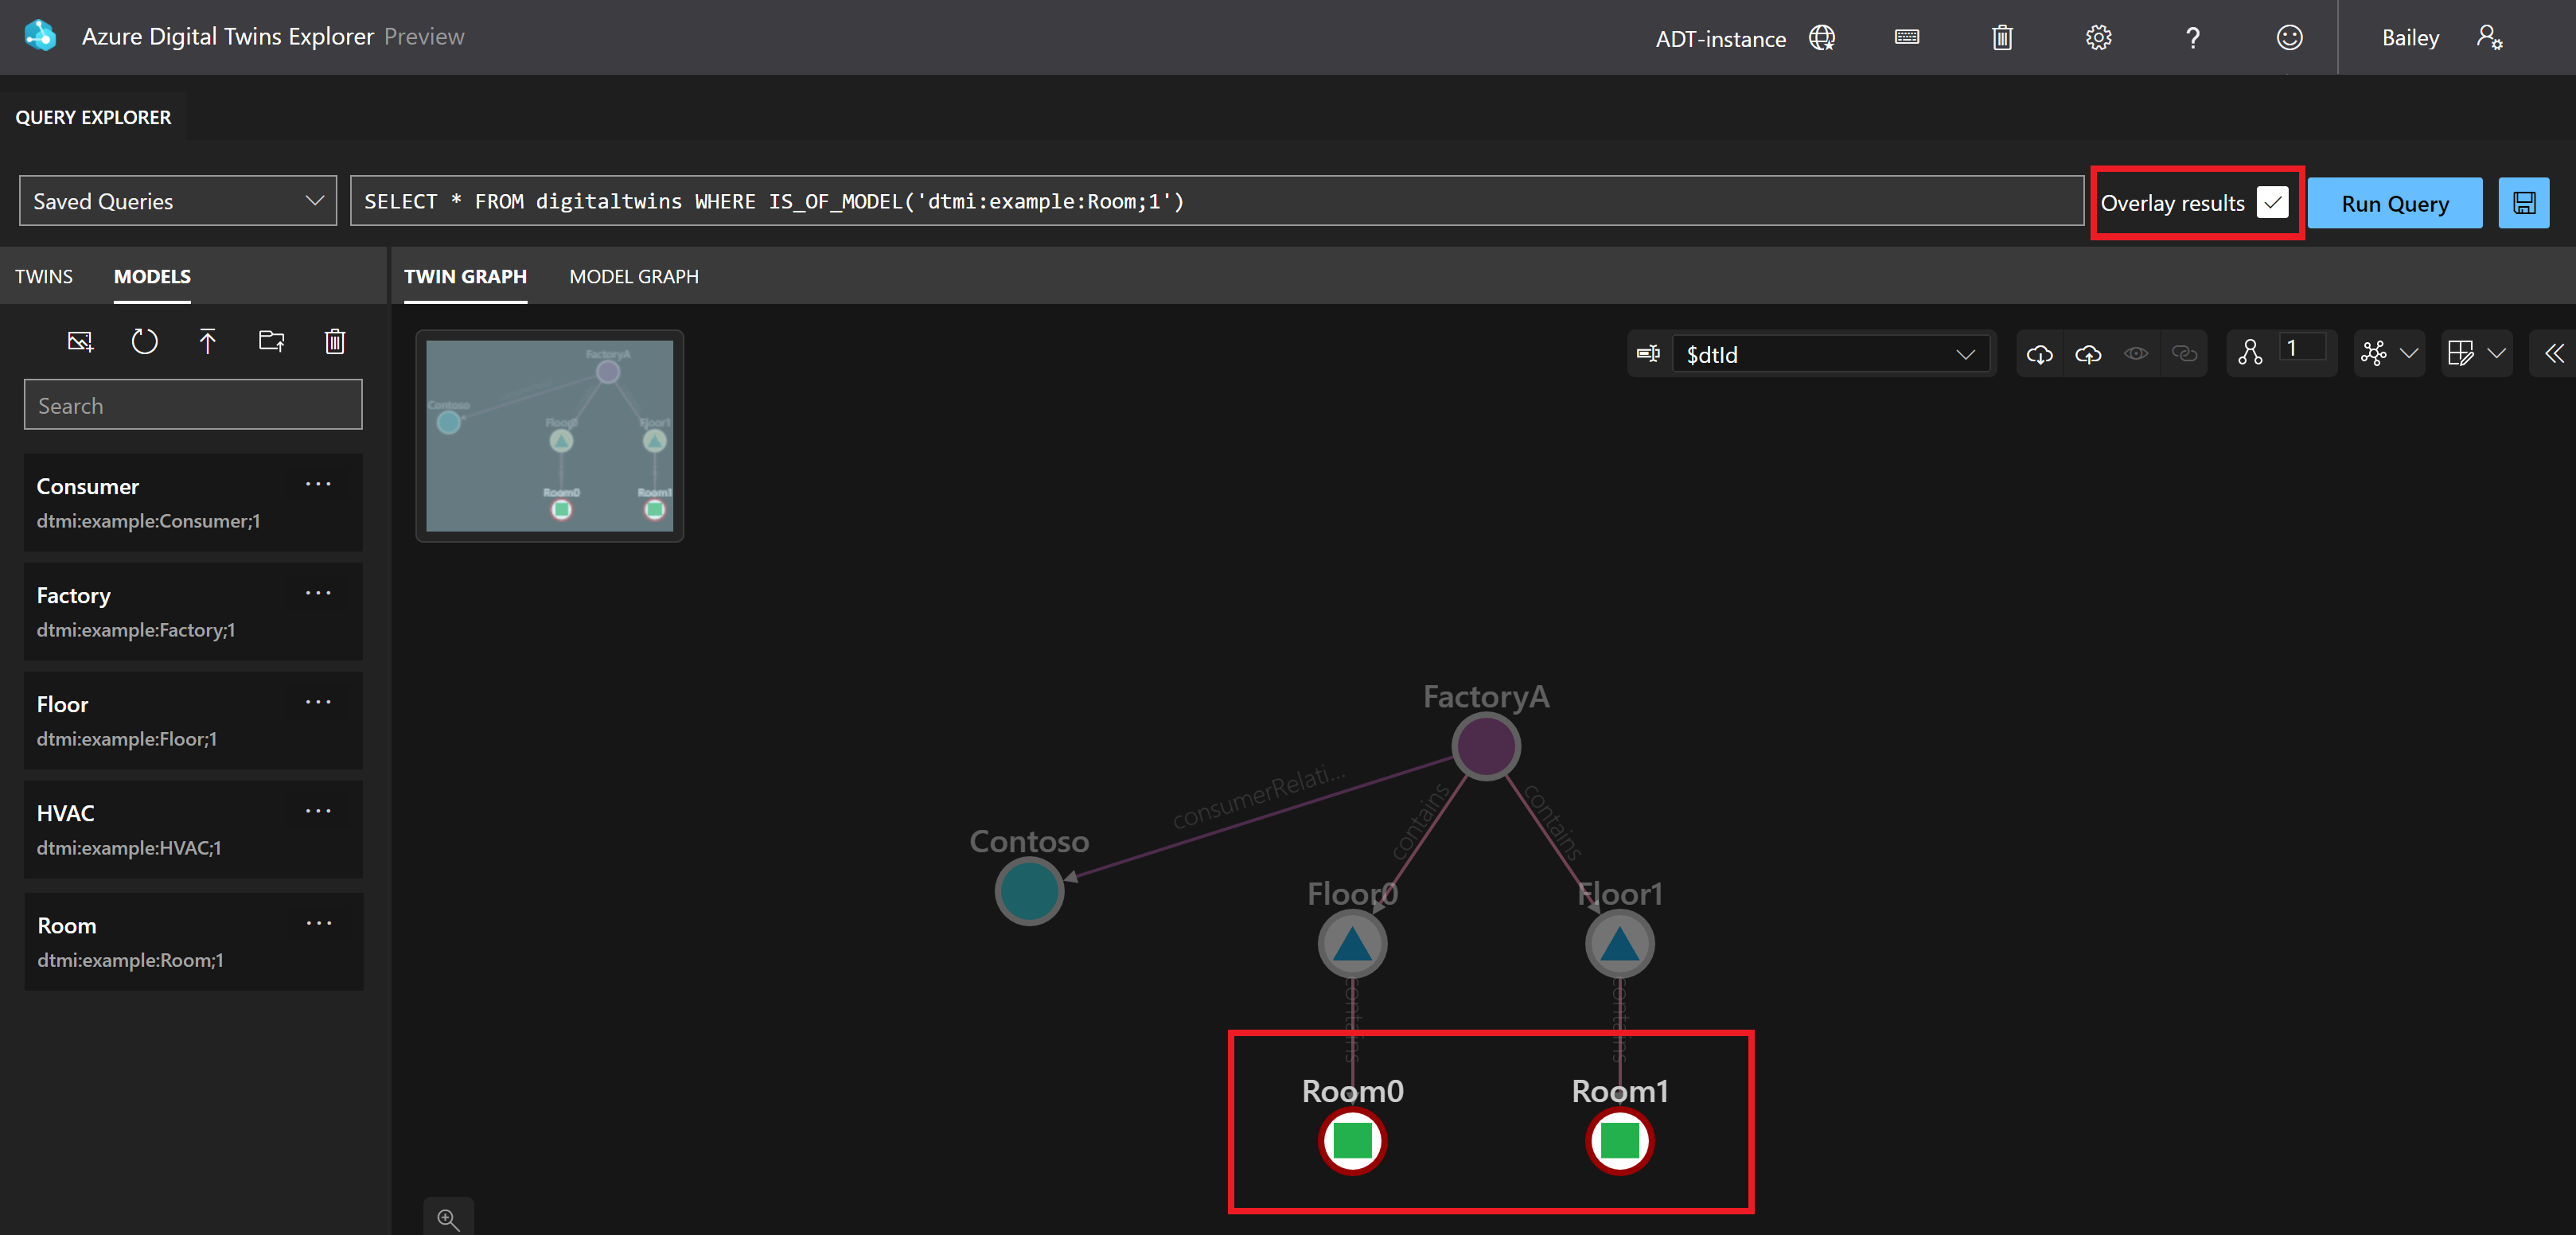 Azure Digital Twins Explorer Preview
ADT-instance
?
Bailey
QUERY EXPLORER
Saved Queries
SELECT * FROM digitaltwins WHERE IS_OF_MODEL('dtmi:example:Room;1')
Overlay results
Run Query
TWINS
MODELS
TWIN GRAPH
MODEL GRAPH
$dtId
1
Search
Consumer
dtmi:example:Consumer;1
Factory
dtmi:example:Factory;1
Floor
dtmi:example:Floor;1
HVAC
dtmi:example:HVAC;1
Room
dtmi:example:Room;1
FactoryA
Contoso
Floor0
Floor1
Room0
Room1
FactoryA
consumerRelati...
contains
contains
Contoso
Floor0
Floor1
contains
contains
Room0
Room1